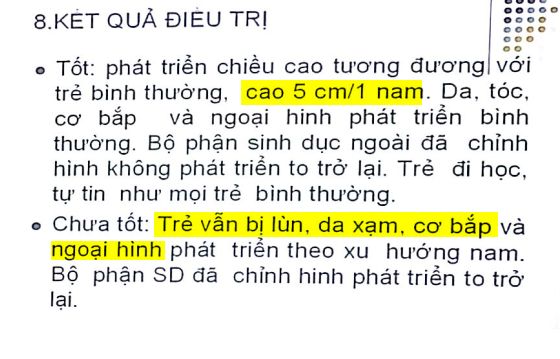 8.KẾT QUẢ ĐIỀU TRỊ
Tốt: phát triển chiều cao tương đương với
trẻ bình thường, cao 5 cm/1 nam. Da, tóc,
cơ bắp và ngoại hinh phát triển bình
thường. Bộ phận sinh dục ngoài đã chỉnh
hình không phát triển to trở lại. Trẻ đi học,
tự tin như mọi trẻ bình thường.
Chưa tốt: Trẻ vẫn bị lùn, da xạm, cơ bắp và
ngoại hình phát triển theo xu hướng nam.
Bộ phận SD đã chỉnh hình phát triển to trở
lại.